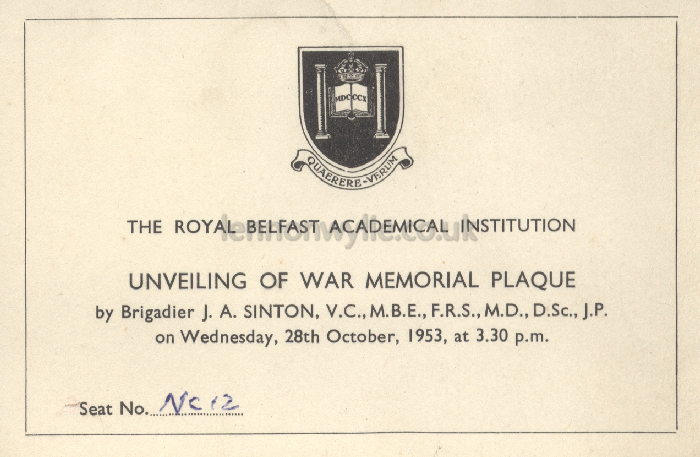 MDCCCX
QUAERERE-VERUM
THE ROYAL BELFAST ACADEMICAL INSTITUTION
lennonwylie.co.uk
UNVEILING OF WAR MEMORIAL PLAQUE
by Brigadier J. A. SINTON, V.C., M.B.E., F.R.S., M.D., D.Sc., J.P.
on Wednesday, 28th October, 1953, at 3.30 p.m.
Seat No. NC 12